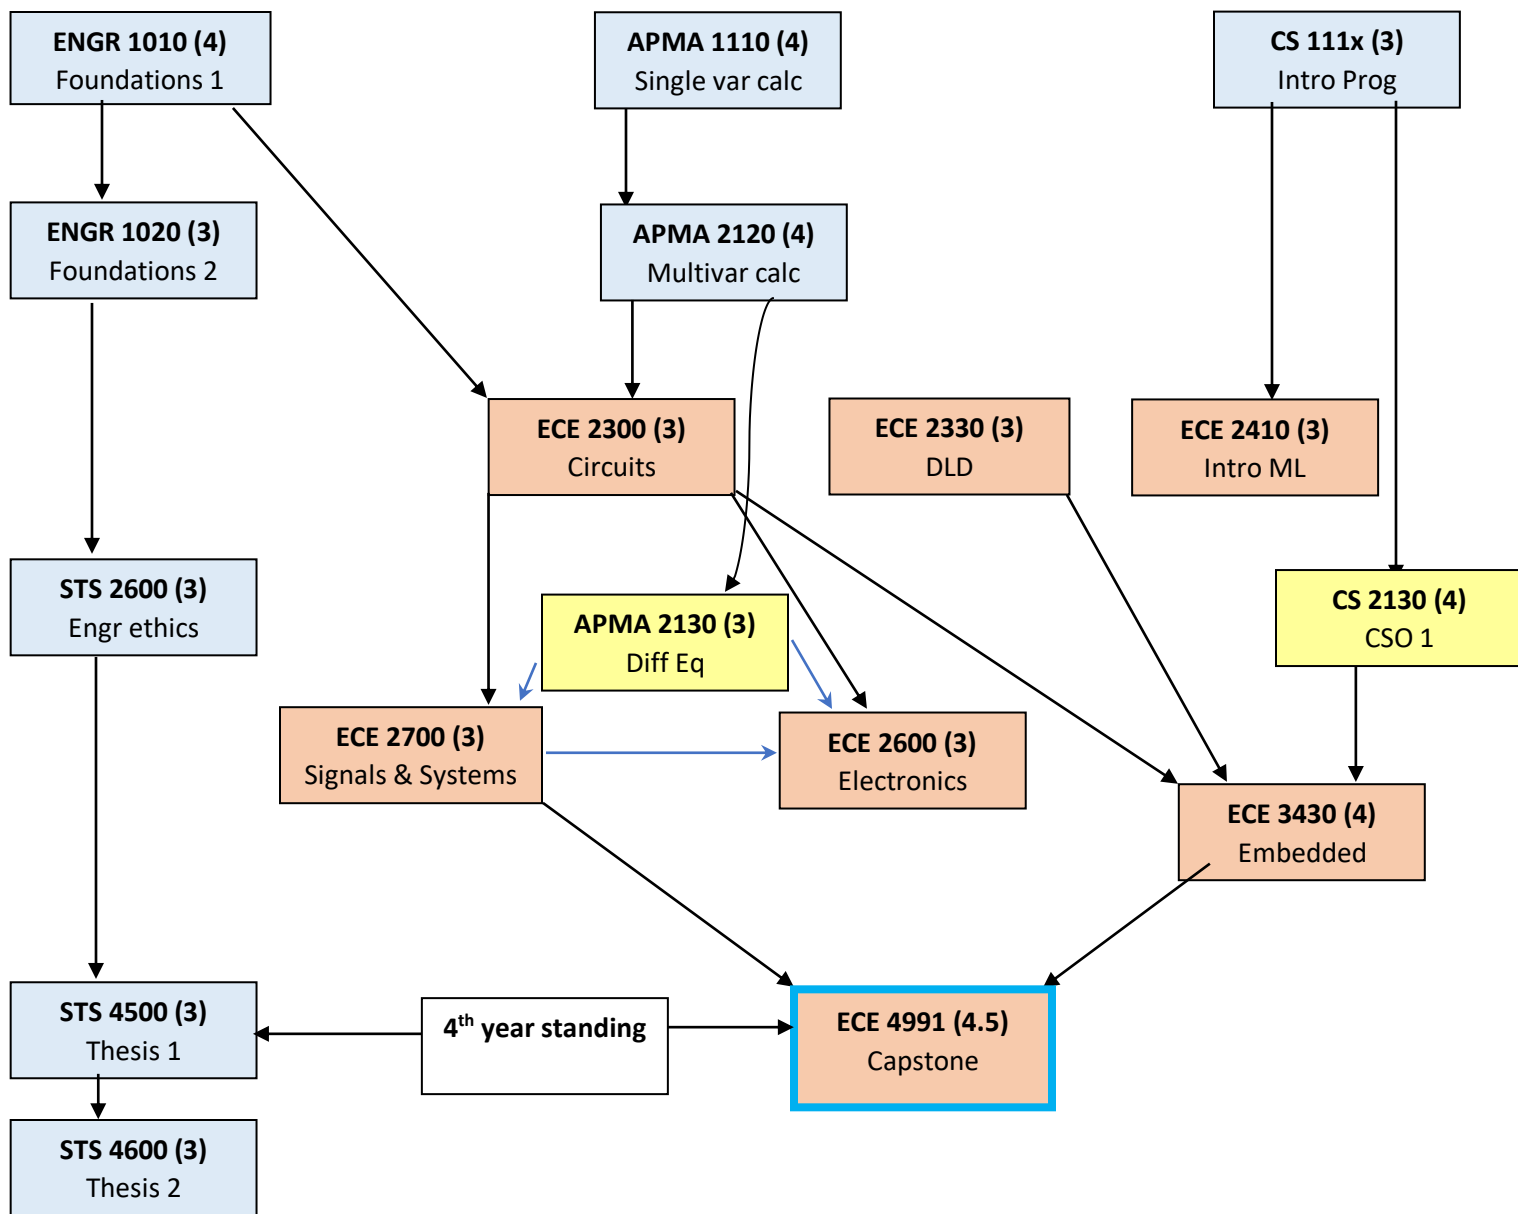 ENGR 1010 (4)
Foundations 1
APMA 1110 (4)
Single var calc
CS 111x (3)
Intro Prog
ENGR 1020 (3)
Foundations 2
APMA 2120 (4)
Multivar calc
ECE 2300 (3)
Circuits
ECE 2330 (3)
DLD
ECE 2410 (3)
Intro ML
STS 2600 (3)
Engr ethics
APMA 2130 (3)
Diff Eq
CS 2130 (4)
CSO 1
ECE 2700 (3)
Signals & Systems
ECE 2600 (3)
Electronics
ECE 3430 (4)
Embedded
STS 4500 (3)
Thesis 1
4th year standing
ECE 4991 (4.5)
Capstone
STS 4600 (3)
Thesis 2